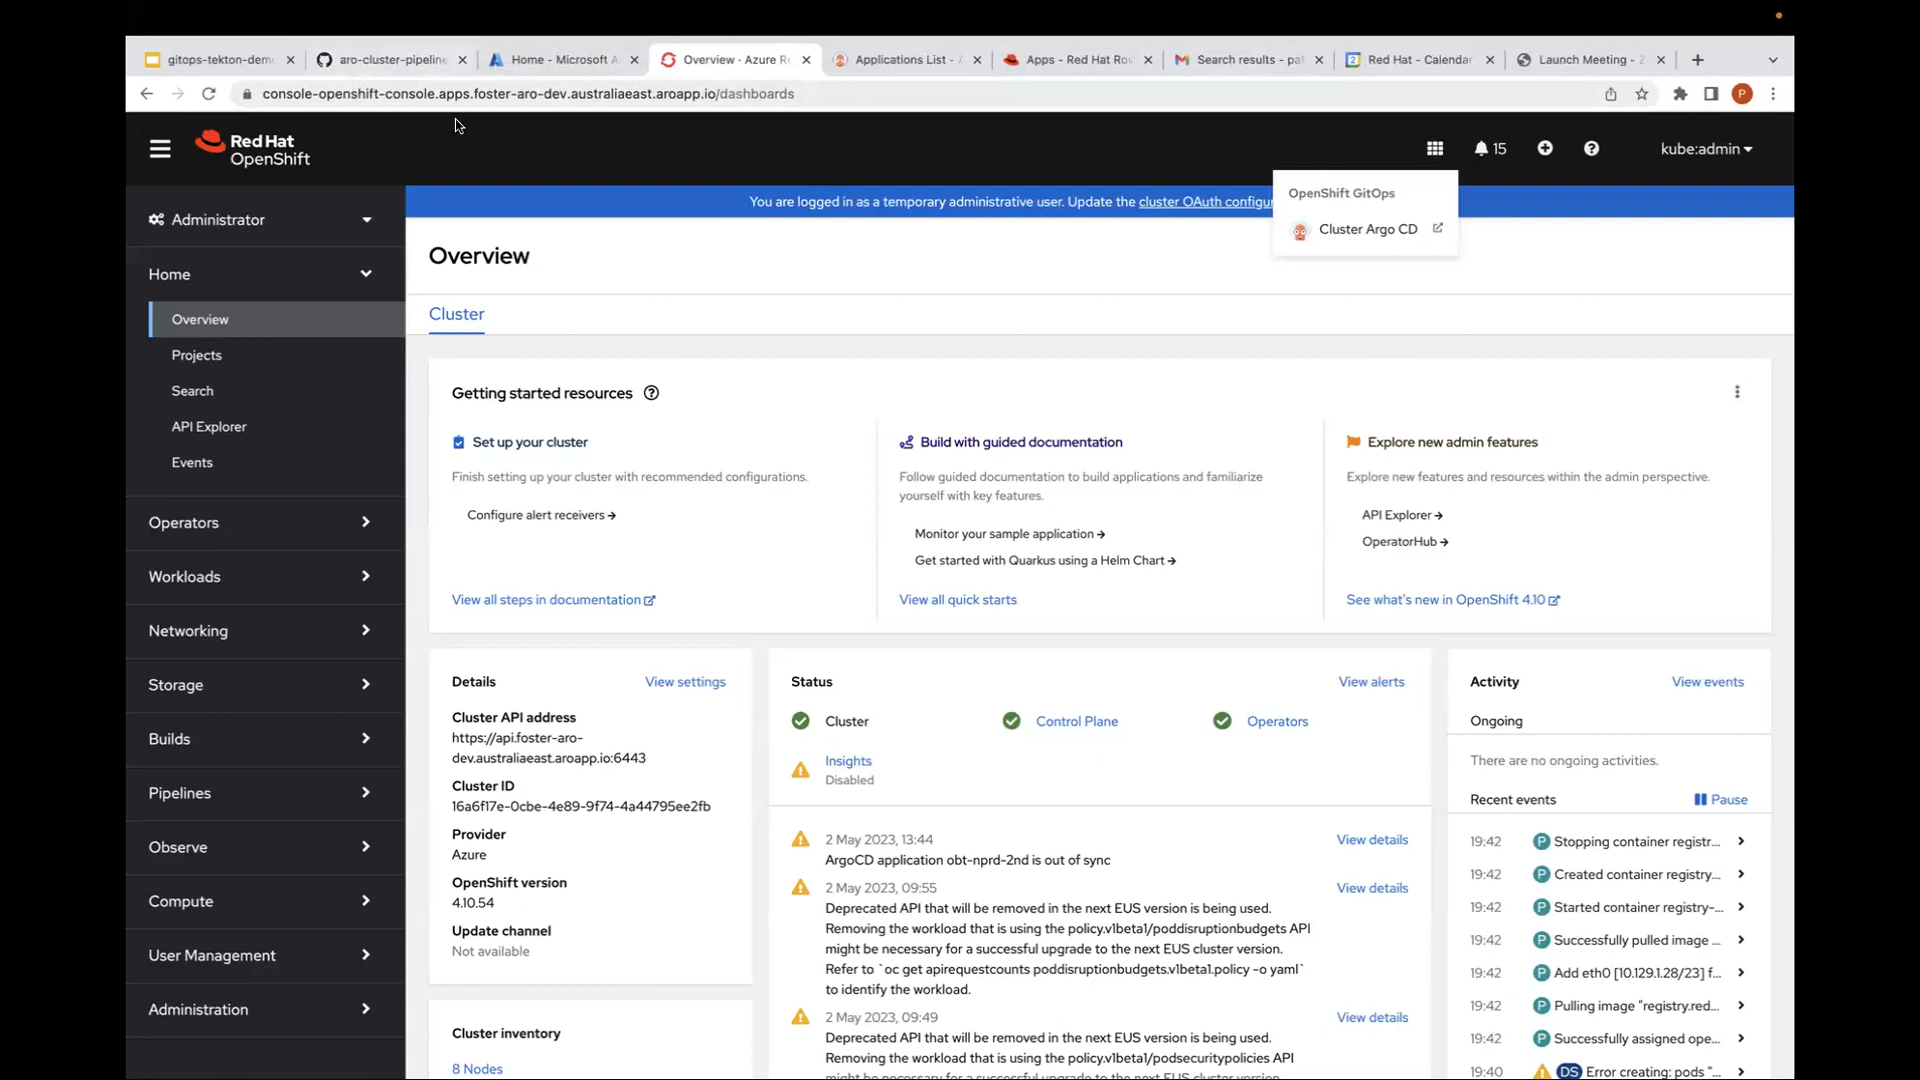 gitops-tekton-dem
aro-cluster-pipeline
Home - Microsoft A
Overview · Azure R
Applications List - A
Apps - Red Hat Ro
Search results - pa
Red Hat - Calenda
Launch Meeting - Z
console-openshift-console.apps.foster-aro-dev.australiaeast.aroapp.io/dashboards
P
Red Hat
OpenShift
15
kube:admin
You are logged in as a temporary administrative user. Update the cluster OAuth configur
OpenShift GitOps
Cluster Argo CD
Administrator
Home
Overview
Projects
Search
API Explorer
Events
Operators
Workloads
Networking
Storage
Builds
Pipelines
Observe
Compute
User Management
Administration
Overview
Cluster
Getting started resources
Set up your cluster
Finish setting up your cluster with recommended configurations.
Configure alert receivers
View all steps in documentation
Build with guided documentation
Follow guided documentation to build applications and familiarize
yourself with key features.
Monitor your sample application
Get started with Quarkus using a Helm Chart
View all quick starts
Explore new admin features
Explore new features and resources within the admin perspective.
API Explorer
OperatorHub
See what's new in OpenShift 4.10
Details
View settings
Cluster API address
https://api.foster-aro-
dev.australiaeast.aroapp.io:6443
Cluster ID
16a6f17e-0cbe-4e89-9f74-4a44795ee2fb
Provider
Azure
OpenShift version
4.10.54
Update channel
Not available
Cluster inventory
8 Nodes
Status
View alerts
Cluster
Control Plane
Operators
Insights
Disabled
2 May 2023, 13:44
View details
ArgoCD application obt-nprd-2nd is out of sync
2 May 2023, 09:55
View details
Deprecated API that will be removed in the next EUS version is being used.
Removing the workload that is using the policy.v1beta1/poddisruptionbudgets API
might be necessary for a successful upgrade to the next EUS cluster version.
Refer to `oc get apirequestcounts poddisruptionbudgets.v1beta1.policy -o yaml`
to identify the workload.
2 May 2023, 09:49
View details
Deprecated API that will be removed in the next EUS version is being used.
Removing the workload that is using the policy.v1beta1/podsecuritypolicies API
might be necessary for a successful upgrade to the next EUS cluster version.
Activity
View events
Ongoing
There are no ongoing activities.
Recent events
Pause
19:42 P Stopping container registr...
19:42 P Created container registry...
19:42 P Started container registry-...
19:42 P Successfully pulled image ...
19:42 P Add eth0 [10.129.1.28/23] f...
19:42 P Pulling image "registry.red...
19:42 P Successfully assigned ope...
19:40 DS Error creating: pods "...